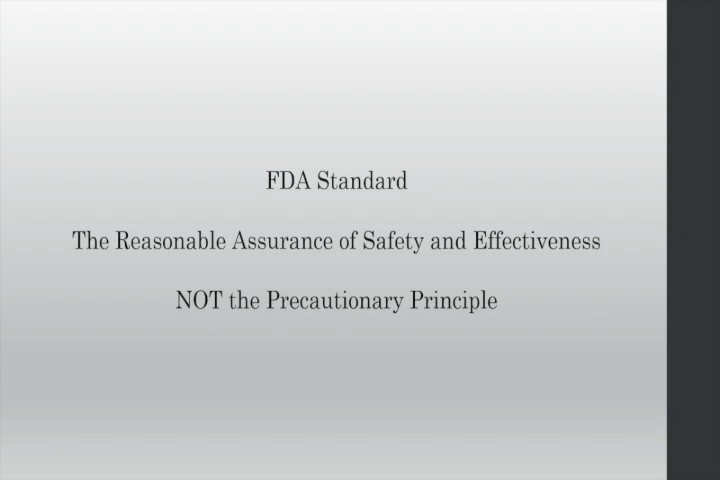 FDA Standard
The Reasonable Assurance of Safety and Effectiveness
NOT the Precautionary Principle